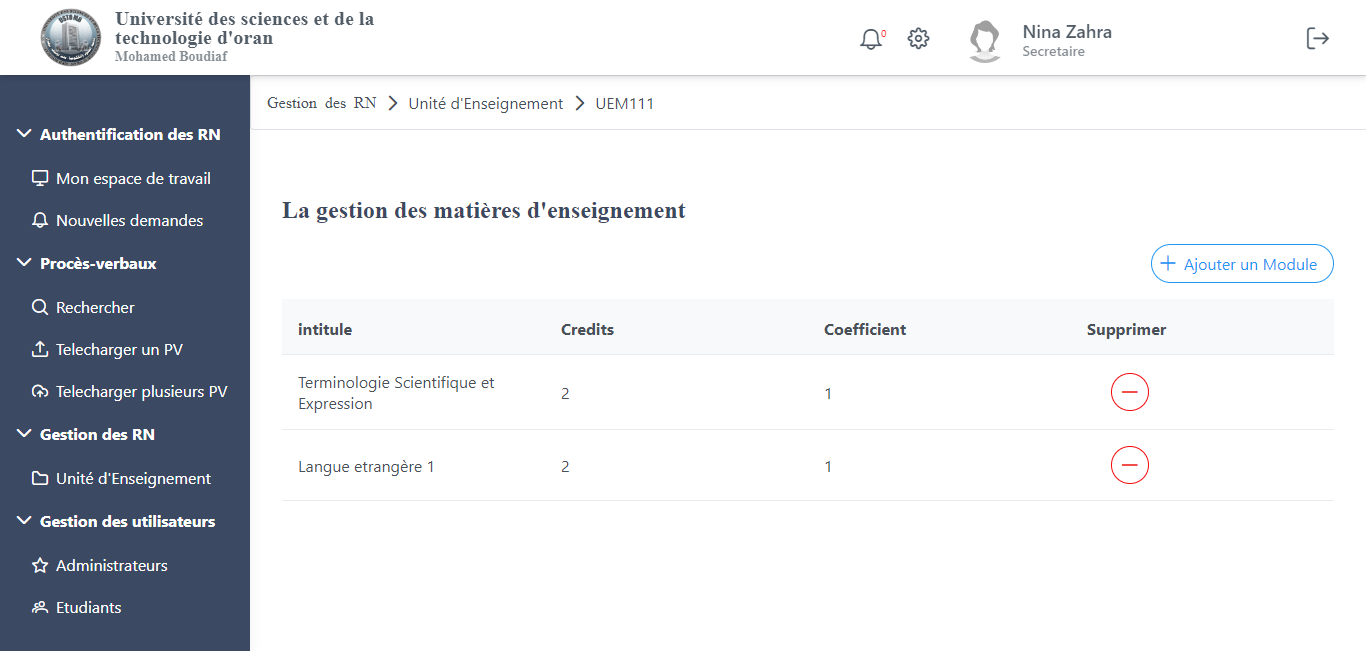 Université des sciences et de la
technologie d'oran
Mohamed Boudiaf
0
Nina Zahra
Secretaire
Gestion des RN > Unité d'Enseignement > UEM111
Authentification des RN
Mon espace de travail
Nouvelles demandes
Procès-verbaux
Rechercher
Telecharger un PV
Telecharger plusieurs PV
Gestion des RN
Unité d'Enseignement
Gestion des utilisateurs
Administrateurs
Etudiants
La gestion des matières d'enseignement
+ Ajouter un Module
intitule Credits Coefficient Supprimer
Terminologie Scientifique et
Expression 2 1
Langue etrangère 1 2 1